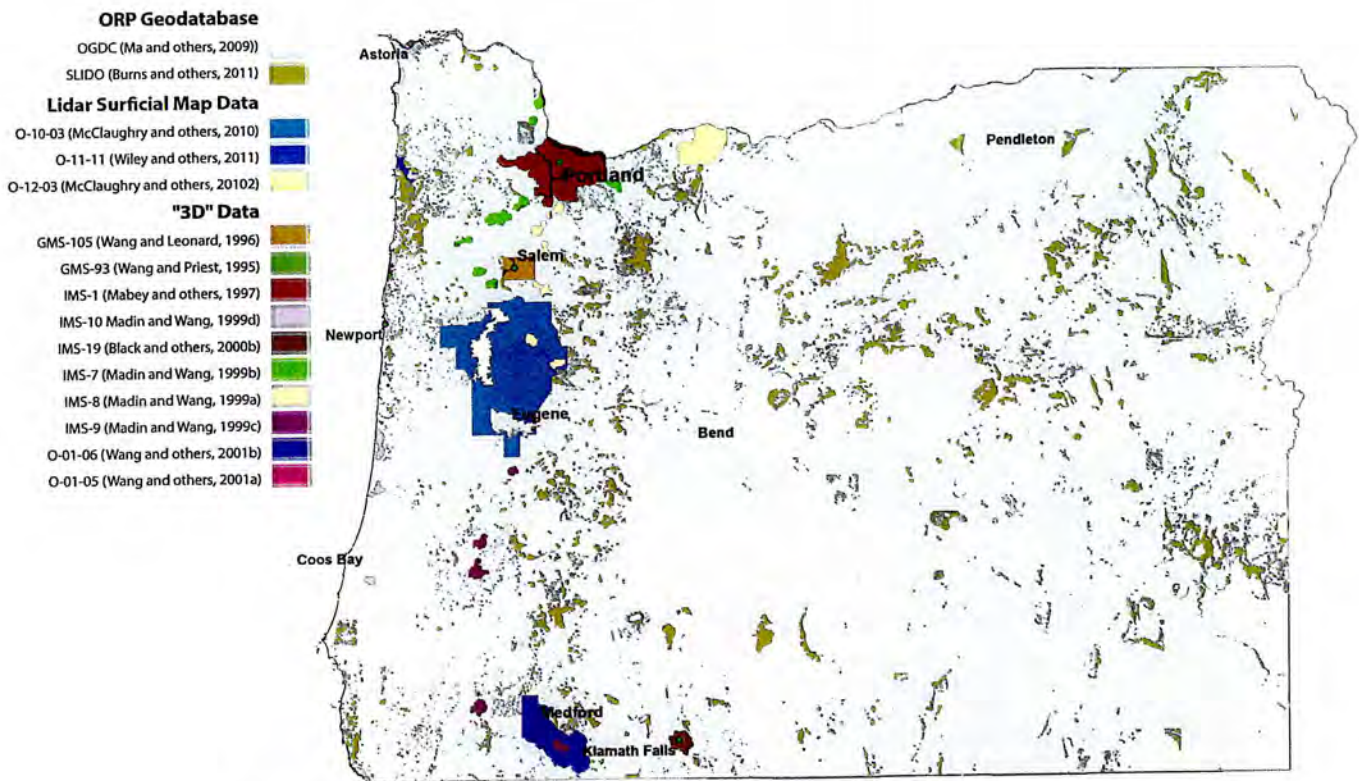 ORP Geodatabase
OGDC (Ma and others, 2009))
SLIDO (Burns and others, 2011)
Lidar Surficial Map Data
O-10-03 (McClaughry and others, 2010)
O-11-11 (Wiley and others, 2011)
O-12-03 (McClaughry and others, 20102)
"3D" Data
GMS-105 (Wang and Leonard, 1996)
GMS-93 (Wang and Priest, 1995)
IMS-1 (Mabey and others, 1997)
IMS-10 Madin and Wang, 1999d)
IMS-19 (Black and others, 2000b)
IMS-7 (Madin and Wang, 1999b)
IMS-8 (Madin and Wang, 1999a)
IMS-9 (Madin and Wang, 1999c)
O-01-06 (Wang and others, 2001b)
O-01-05 (Wang and others, 2001a)
Astoria
Pendleton
Portland
Salem
Newport
Eugene
Bend
Coos Bay
Medford
Klamath Falls